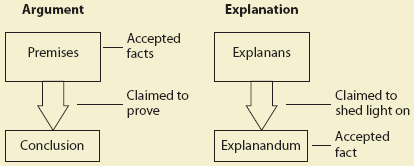 Argument
Premises
Accepted
facts
Claimed to
prove
Conclusion
Explanation
Explanans
Claimed to
shed light on
Explanandum
Accepted
fact